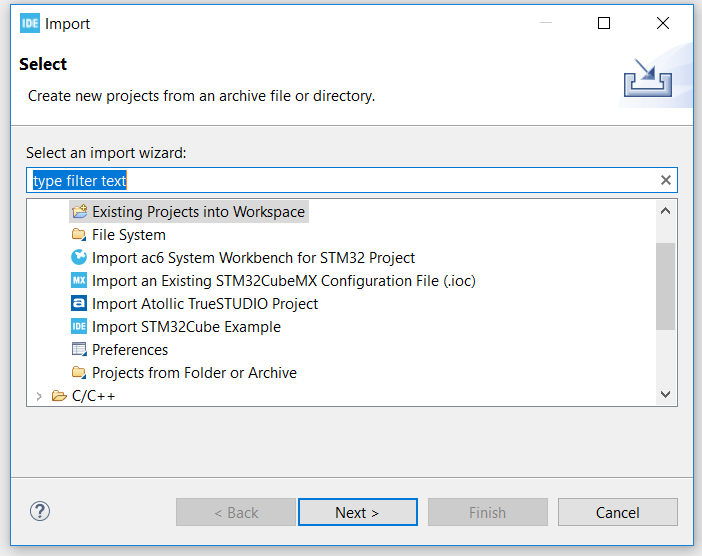 IDE Import
Select
Create new projects from an archive file or directory.
Select an import wizard:
type filter text
Existing Projects into Workspace
File System
Import ac6 System Workbench for STM32 Project
MX Import an Existing STM32CubeMX Configuration File (.ioc)
a Import Atollic TrueSTUDIO Project
IDE Import STM32Cube Example
Preferences
Projects from Folder or Archive
C/C++
? < Back Next > Finish Cancel